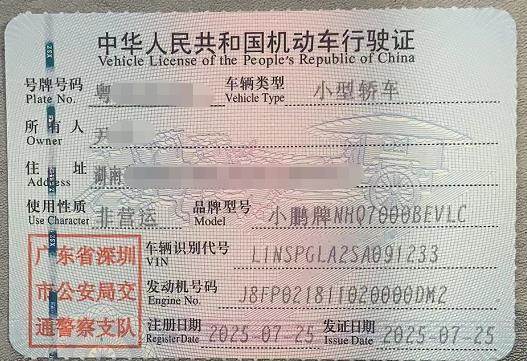 中华人民共和国机动车行驶证
Vehicle License of the People's Republic of China
号牌号码 粤 车辆类型 小型轿车
Plate No. Vehicle Type
所有人
Owner
住址 湖南
Address
使用性质 非营运 品牌型号 小鹏牌NHQ7000BEVLC
Use Character Model
车辆识别代号 L1NSPGLA2SA091233
VIN
发动机号码 J8FP02181T020000DM2
Engine No.
注册日期 2025-07-25 发证日期 2025-07-25
Register Date Issue Date
广东省深圳
市公安局交
通警察支队